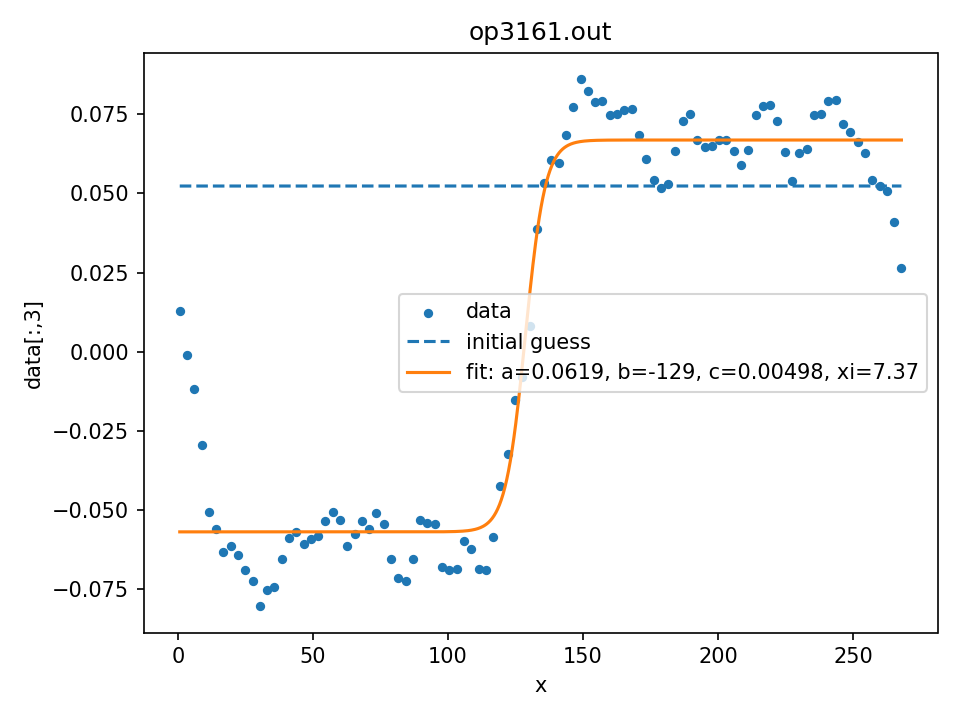 op3161.out
0.075
0.050
0.025
0.000
−0.025
−0.050
−0.075
data[:,3]
data
initial guess
fit: a=0.0619, b=-129, c=0.00498, xi=7.37
0 50 100 150 200 250
x